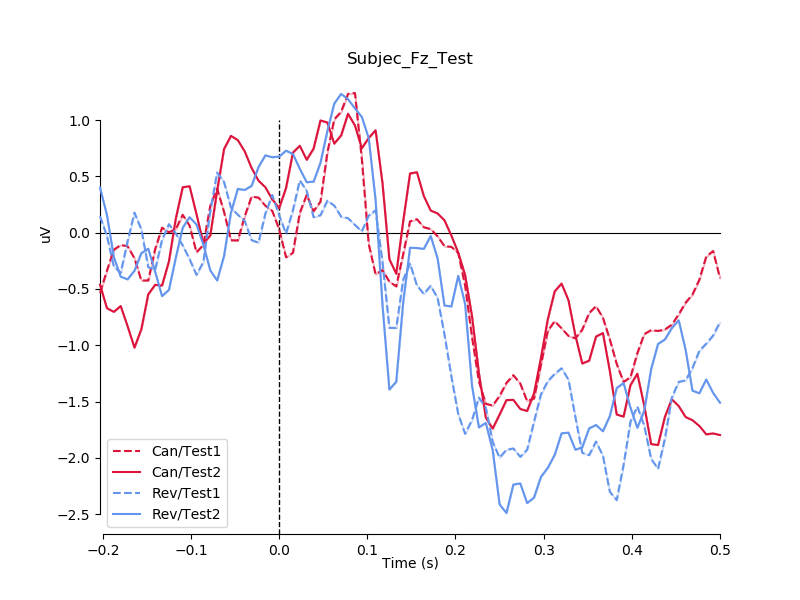 Subjec_Fz_Test
uV
1.0
0.5
0.0
−0.5
−1.0
−1.5
−2.0
−2.5
Can/Test1
Can/Test2
Rev/Test1
Rev/Test2
−0.2 −0.1 0.0 0.1 0.2 0.3 0.4 0.5
Time (s)